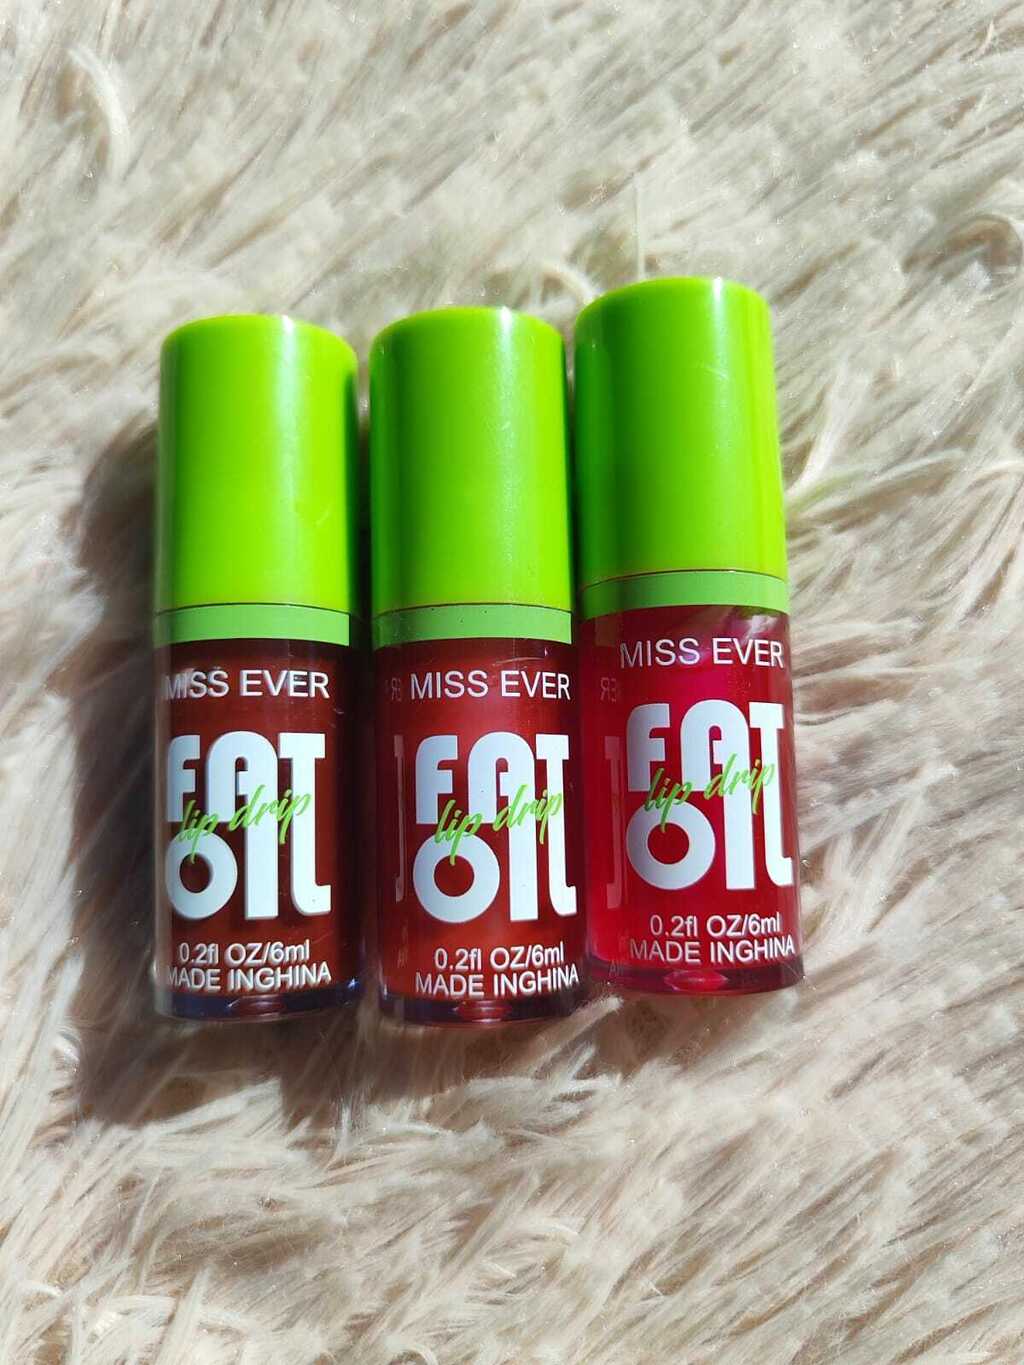 MISS EVER
FAT
lip drip
OIL
0.2fl OZ/6ml
MADE INGHINA
MISS EVER
FAT
lip drip
OIL
0.2fl OZ/6ml
MADE INGHINA
MISS EVER
FAT
lip drip
OIL
0.2fl OZ/6ml
MADE INGHINA